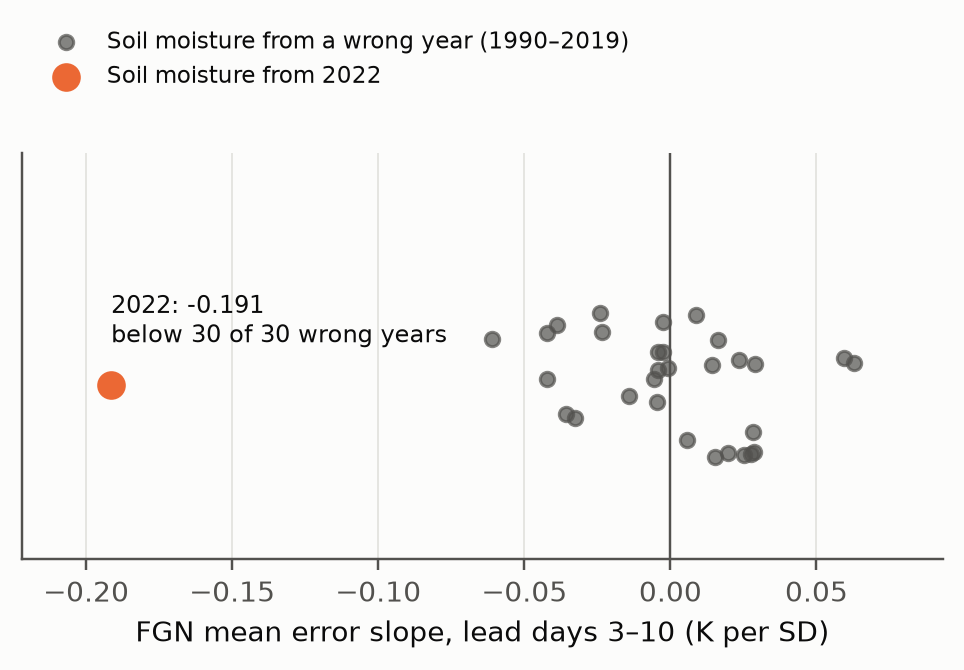 Soil moisture from a wrong year (1990–2019)
Soil moisture from 2022
2022: -0.191
below 30 of 30 wrong years
−0.20 −0.15 −0.10 −0.05 0.00 0.05
FGN mean error slope, lead days 3–10 (K per SD)